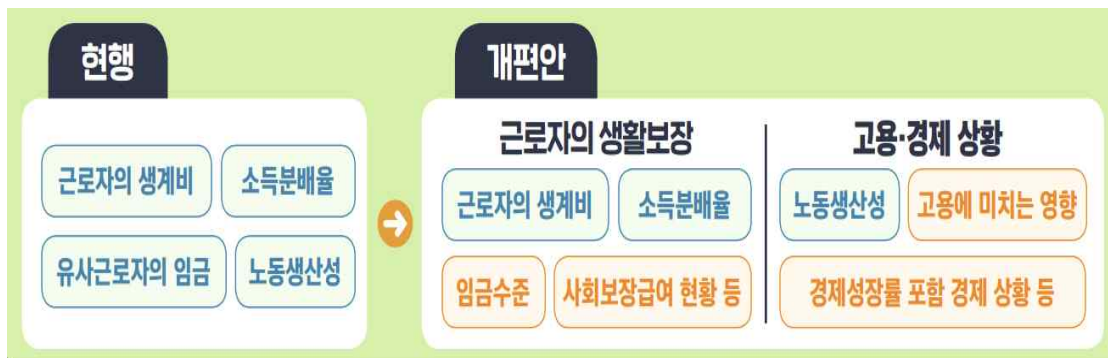 현행
근로자의 생계비
소득분배율
유사근로자의 임금
노동생산성
개편안
근로자의 생활보장
근로자의 생계비
소득분배율
임금수준
사회보장급여 현황 등
고용·경제 상황
노동생산성
고용에 미치는 영향
경제성장률 포함 경제 상황 등